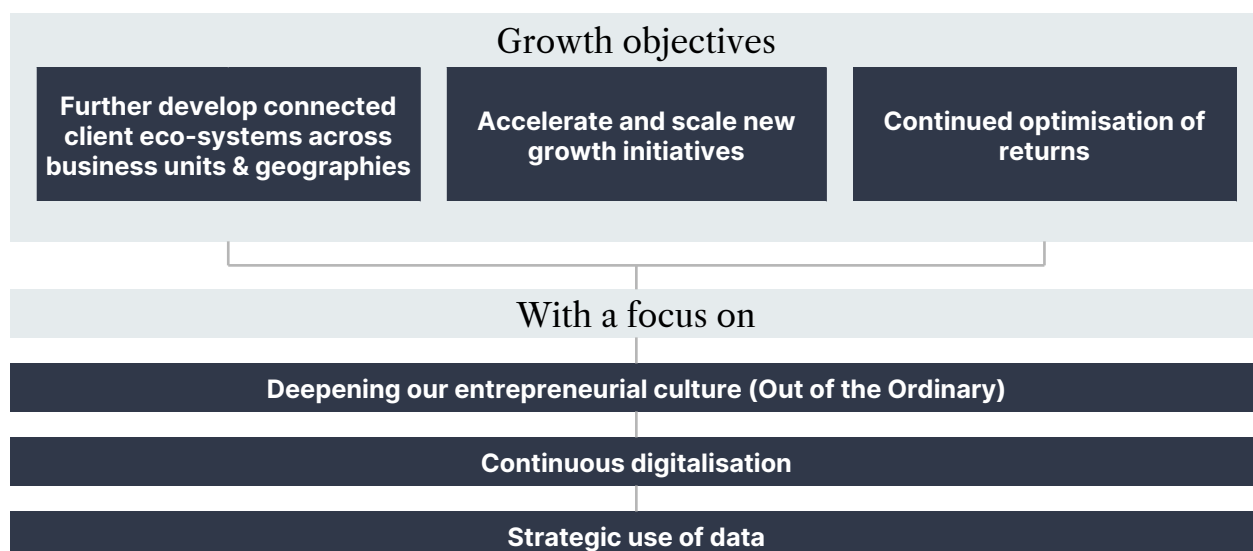 Growth objectives
Further develop connected
client eco-systems across
business units & geographies
Accelerate and scale new
growth initiatives
Continued optimisation of
returns
With a focus on
Deepening our entrepreneurial culture (Out of the Ordinary)
Continuous digitalisation
Strategic use of data